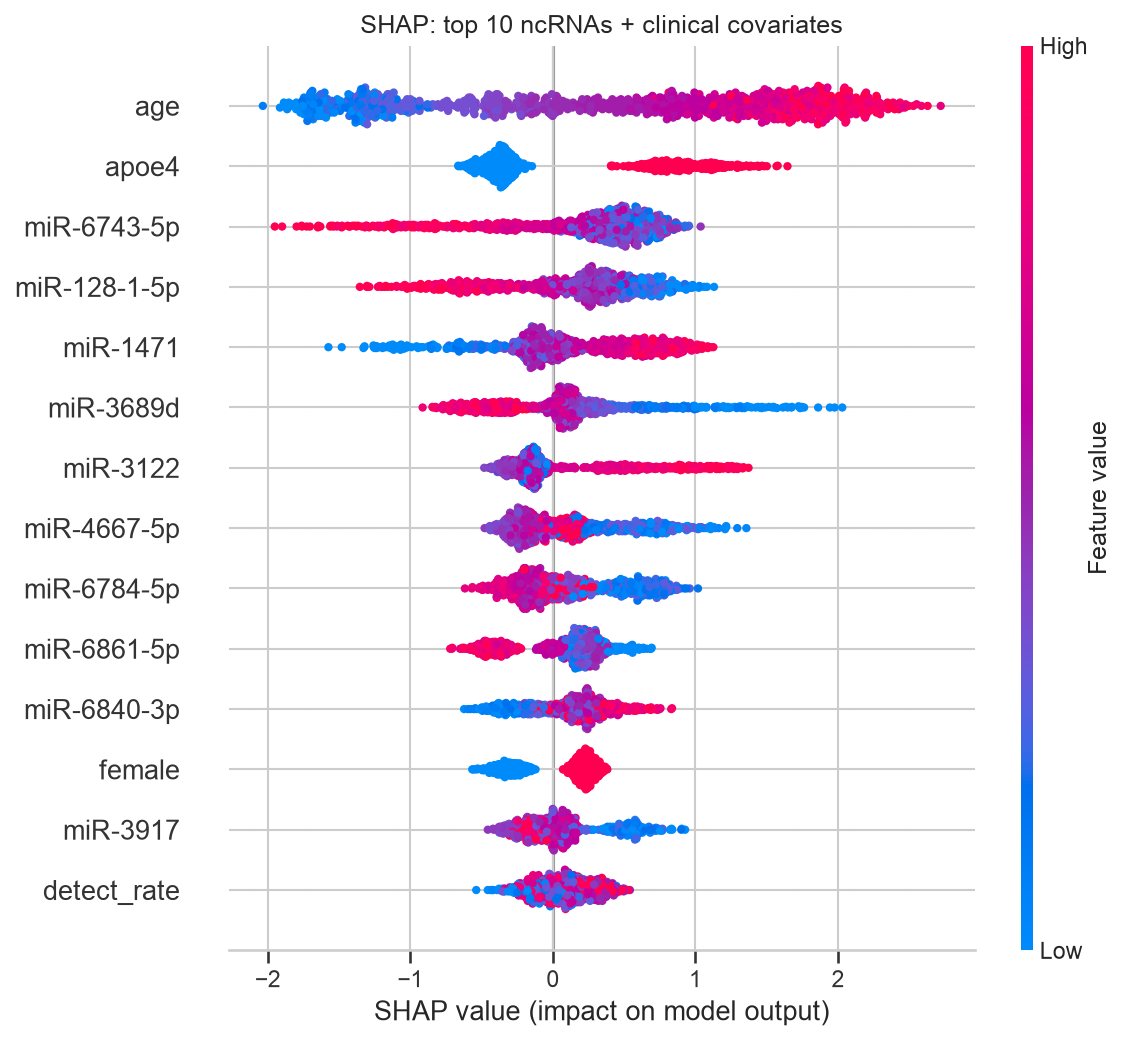 SHAP: top 10 ncRNAs + clinical covariates
High
age
apoe4
miR-6743-5p
miR-128-1-5p
miR-1471
miR-3689d
miR-3122
miR-4667-5p
miR-6784-5p
miR-6861-5p
miR-6840-3p
female
miR-3917
detect_rate
Feature value
Low
−2 −1 0 1 2
SHAP value (impact on model output)